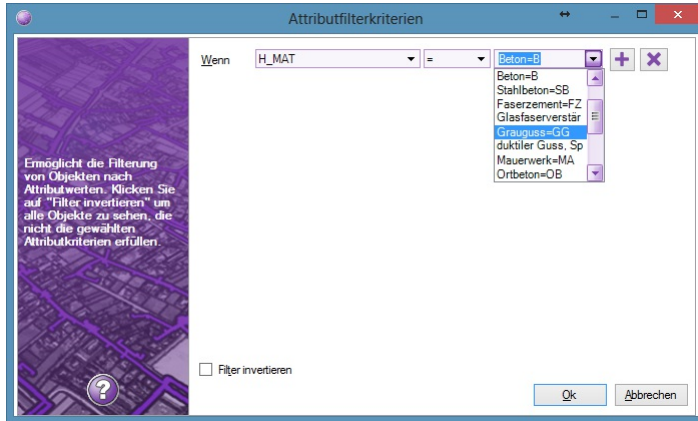 Attributfilterkriterien
Wenn H_MAT = Beton=B
Beton=B
Stahlbeton=SB
Faserzement=FZ
Glasfaserverstär
Grauguss=GG
duktiler Guss, Sp
Mauerwerk=MA
Ortbeton=OB
Ermöglicht die Filterung
von Objekten nach
Attributwerten. Klicken Sie
auf "Filter invertieren" um
alle Objekte zu sehen, die
nicht die gewählten
Attributkriterien erfüllen.
?
Filter invertieren
Ok Abbrechen